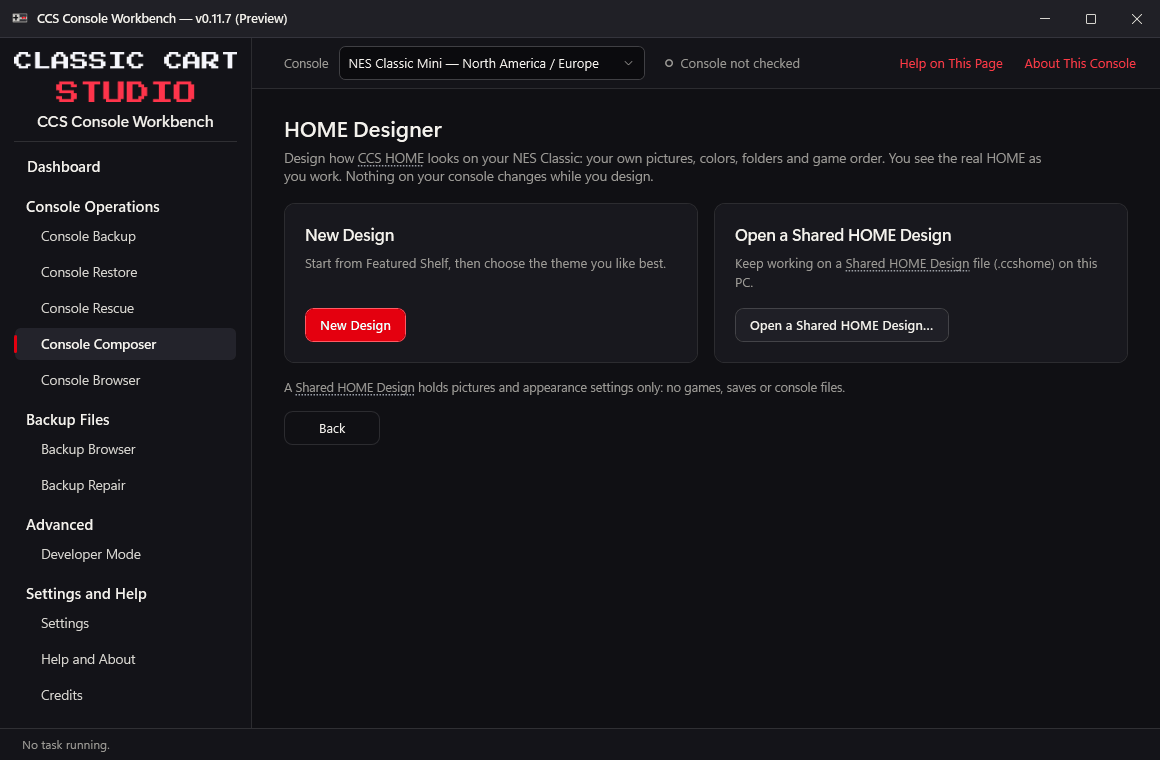 CCS Console Workbench — v0.11.7 (Preview)
CLASSIC CART
STUDIO
CCS Console Workbench
Dashboard
Console Operations
Console Backup
Console Restore
Console Rescue
Console Composer
Console Browser
Backup Files
Backup Browser
Backup Repair
Advanced
Developer Mode
Settings and Help
Settings
Help and About
Credits
Console
NES Classic Mini — North America / Europe
Console not checked
Help on This Page
About This Console
HOME Designer
Design how CCS HOME looks on your NES Classic: your own pictures, colors, folders and game order. You see the real HOME as
you work. Nothing on your console changes while you design.
New Design
Start from Featured Shelf, then choose the theme you like best.
New Design
Open a Shared HOME Design
Keep working on a Shared HOME Design file (.ccshome) on this
PC.
Open a Shared HOME Design...
A Shared HOME Design holds pictures and appearance settings only: no games, saves or console files.
Back
No task running.